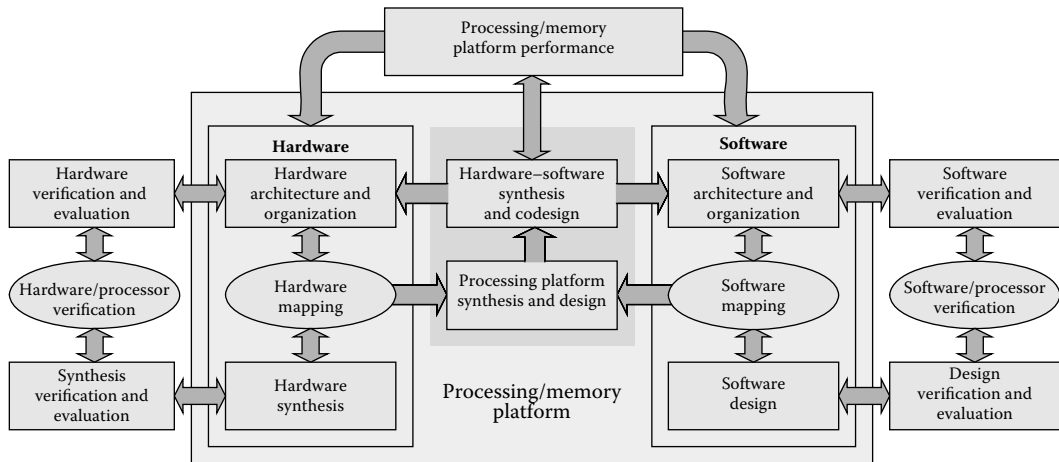 Processing/memory
platform performance
Hardware
Software
Hardware
verification and
evaluation
Hardware
architecture and
organization
Hardware–software
synthesis
and codesign
Software
architecture and
organization
Software
verification and
evaluation
Hardware/processor
verification
Hardware
mapping
Processing platform
synthesis and design
Software
mapping
Software/processor
verification
Synthesis
verification and
evaluation
Hardware
synthesis
Processing/memory
platform
Software
design
Design
verification and
evaluation